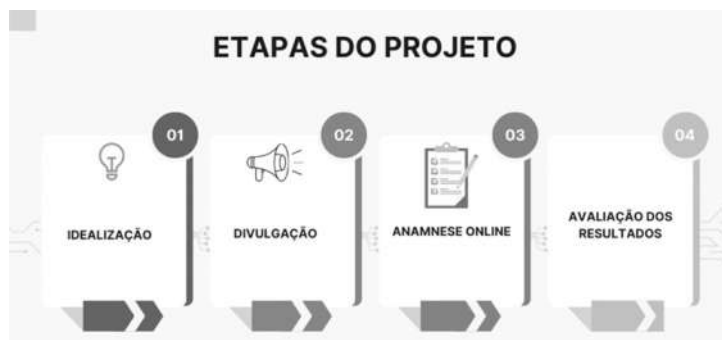 ETAPAS DO PROJETO
01
IDEALIZAÇÃO
02
DIVULGAÇÃO
03
ANAMNESE ONLINE
04
AVALIAÇÃO DOS
RESULTADOS